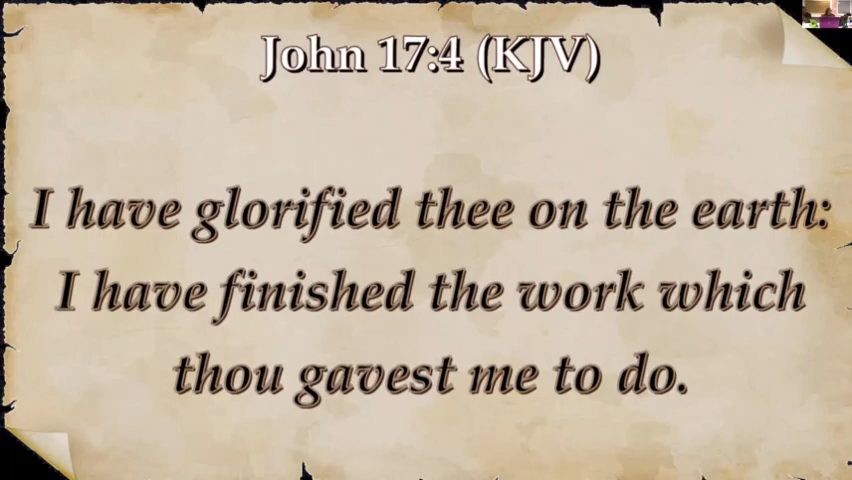 John 17:4 (KJV)
I have glorified thee on the earth:
I have finished the work which
thou gavest me to do.